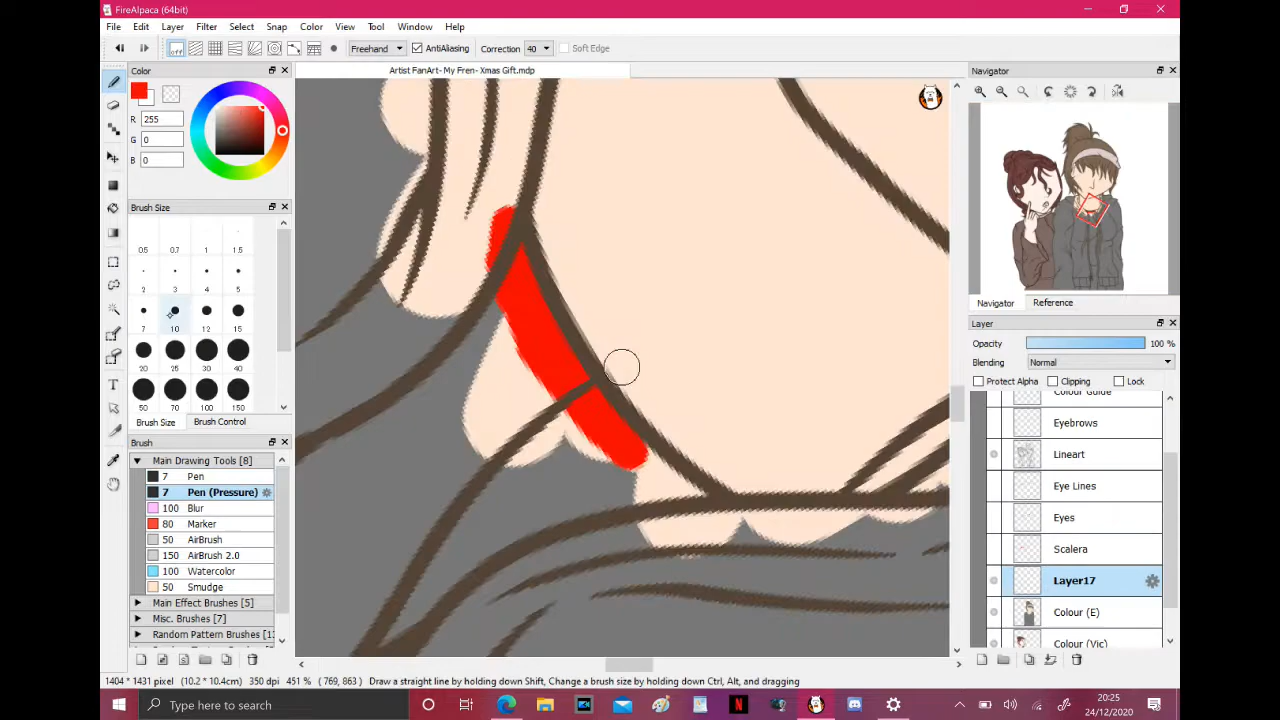 FireAlpaca (64bit)
File Edit Layer Filter Select Snap Color View Tool Window Help
off Freehand AntiAliasing Correction 40 Soft Edge
Color
Artist FanArt- My Fren- Xmas Gift.mdp
Navigator
R 255
G 0
B 0
Brush Size
0.5 0.7 1 1.5
2 3 4 5
7 10 12 15
20 25 30 40
50 70 100 150
Brush Size Brush Control
Brush
Main Drawing Tools [8]
7 Pen
7 Pen (Pressure)
100 Blur
80 Marker
50 AirBrush
150 AirBrush 2.0
100 Watercolor
50 Smudge
Main Effect Brushes [5]
Misc. Brushes [7]
Navigator Reference
Layer
Opacity 100 %
Blending Normal
Protect Alpha Clipping Lock
Colour Guide
Eyebrows
Lineart
Eye Lines
Eyes
Scalera
Layer17
Colour (E)
Colour (Vic)
1404 * 1431 pixel (10.2 * 10.4cm) 350 dpi 451 % ( 769, 863 ) Draw a straight line by holding down Shift, Change a brush size by holding down Ctrl, Alt, and dragging
Type here to search
N
20:25
24/12/2020